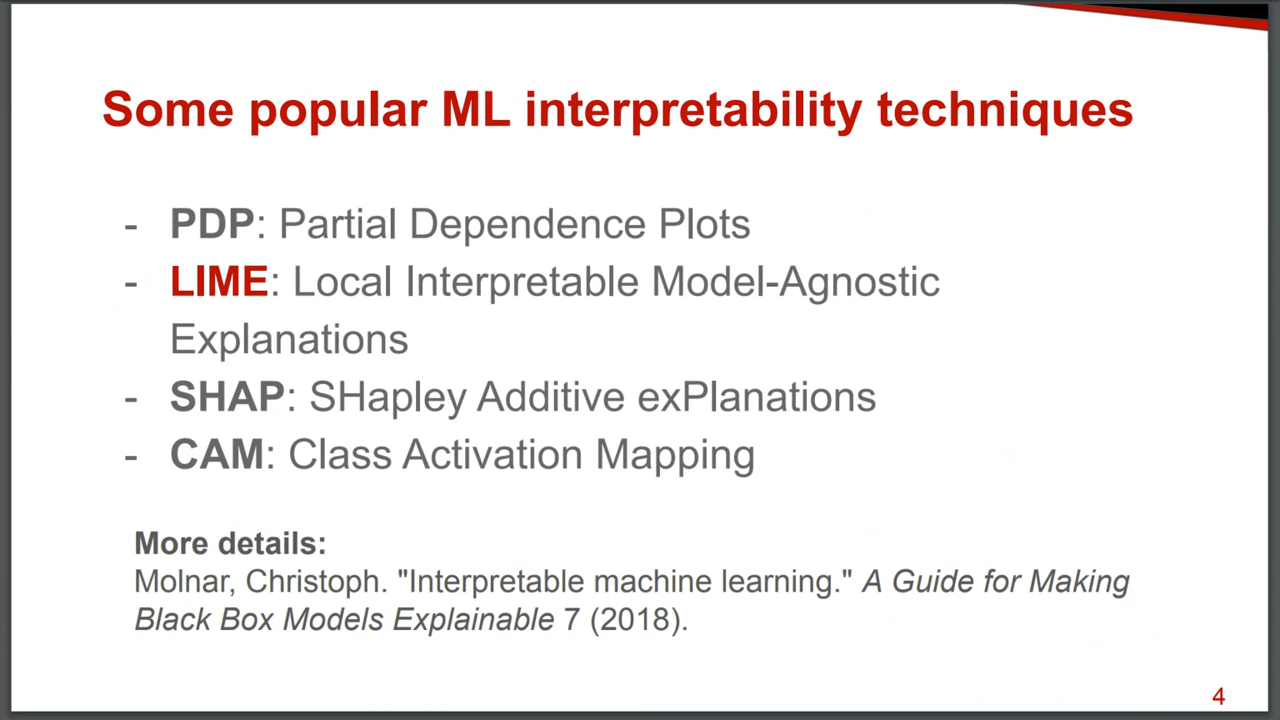 Some popular ML interpretability techniques
- PDP: Partial Dependence Plots
- LIME: Local Interpretable Model-Agnostic
Explanations
- SHAP: SHapley Additive exPlanations
- CAM: Class Activation Mapping
More details:
Molnar, Christoph. "Interpretable machine learning." A Guide for Making
Black Box Models Explainable 7 (2018).
4